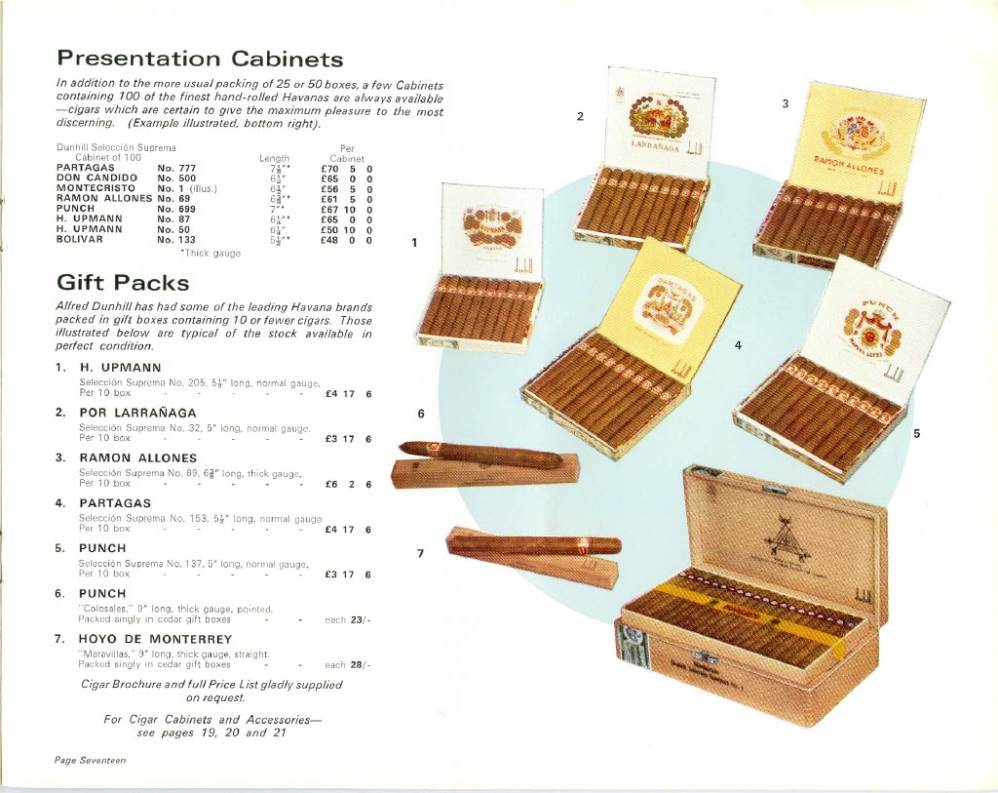 Presentation Cabinets
In addition to the more usual packing of 25 or 50 boxes, a few Cabinets
containing 100 of the finest hand-rolled Havanas are always available
—cigars which are certain to give the maximum pleasure to the most
discerning. (Example illustrated, bottom right).
Dunhill Selección Suprema Per
Cabinet of 100 Length Cabinet
PARTAGAS No. 777 £70 5 0
DON CANDIDO No. 500 £65 0 0
MONTECRISTO No. 1 (illus.) £56 5 0
RAMON ALLONES No. 69 £61 5 0
PUNCH No. 699 7"* £67 10 0
H. UPMANN No. 87 £65 0 0
H. UPMANN No. 50 £50 10 0
BOLIVAR No. 133 £48 0 0
*Thick gauge
Gift Packs
Alfred Dunhill has had some of the leading Havana brands
packed in gift boxes containing 10 or fewer cigars. Those
illustrated below are typical of the stock available in
perfect condition.
1. H. UPMANN
Selección Suprema No. 205, 5½" long, normal gauge.
Per 10 box - - - - - £4 17 6
2. POR LARRAÑAGA
Selección Suprema No. 32, 5" long, normal gauge.
Per 10 box - - - - - £3 17 6
3. RAMON ALLONES
Selección Suprema No. 69, long, thick gauge,
Per 10 box - - - - - £6 2 6
4. PARTAGAS
Selección Suprema No. 153, 5½" long, normal gauge
Per 10 box - - - - - £4 17 6
5. PUNCH
Selección Suprema No. 137, 5" long, normal gauge,
Per 10 box - - - - - £3 17 6
6. PUNCH
"Colosales," 9" long, thick gauge, pointed.
Packed singly in cedar gift boxes - - each 23/-
7. HOYO DE MONTERREY
"Maravillas," 9" long, thick gauge, straight.
Packed singly in cedar gift boxes - - each 28/-
Cigar Brochure and full Price List gladly supplied
on request.
For Cigar Cabinets and Accessories—
see pages 19, 20 and 21
Page Seventeen
1
2
3
4
5
6
7
H. UPMANN
LARRAÑAGA
RAMON ALLONES
PARTAGAS
PUNCH